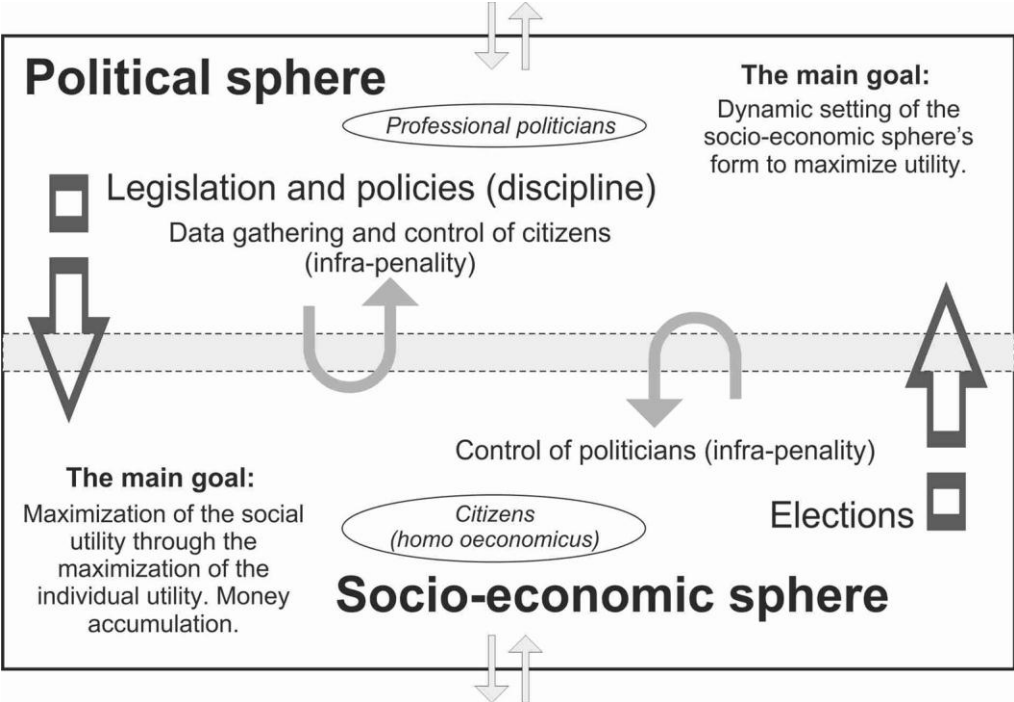 Political sphere
Professional politicians
The main goal:
Dynamic setting of the
socio-economic sphere's
form to maximize utility.
Legislation and policies (discipline)
Data gathering and control of citizens
(infra-penality)
Control of politicians (infra-penality)
The main goal:
Maximization of the social
utility through the
maximization of the
individual utility. Money
accumulation.
Citizens
(homo oeconomicus)
Elections
Socio-economic sphere